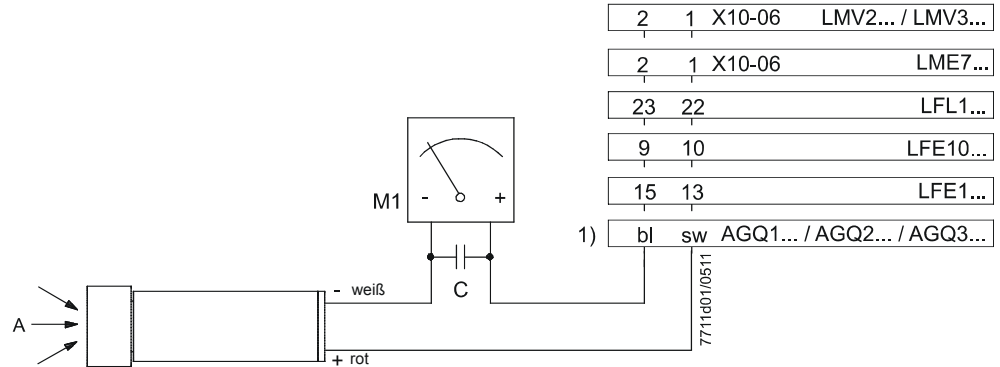 2 1 X10-06 LMV2... / LMV3...
2 1 X10-06 LME7...
23 22 LFL1...
9 10 LFE10...
15 13 LFE1...
1) bl sw AGQ1... / AGQ2... / AGQ3...
M1 - +
C
- weiß
A
+ rot
7711d01/0511